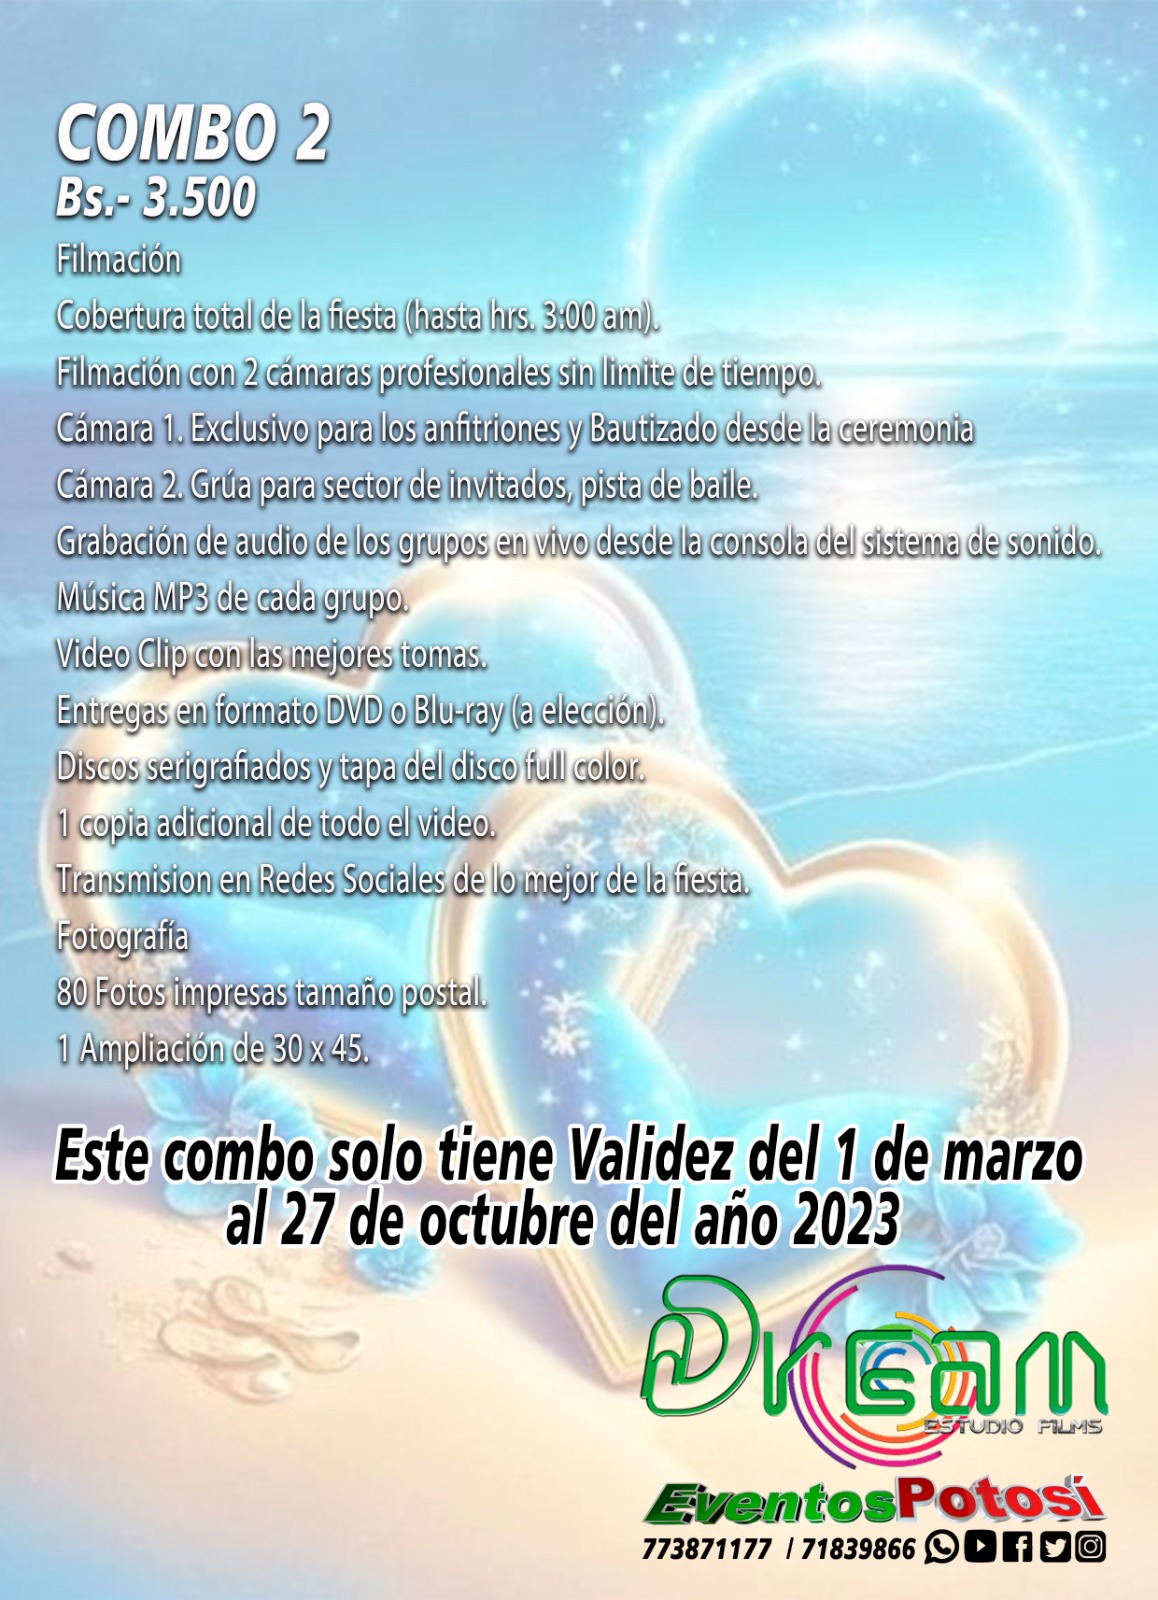 COMBO 2
Bs.- 3.500
Filmación
Cobertura total de la fiesta (hasta hrs. 3:00 am).
Filmación con 2 cámaras profesionales sin limite de tiempo.
Cámara 1. Exclusivo para los anfitriones y Bautizado desde la ceremonia
Cámara 2. Grúa para sector de invitados, pista de baile.
Grabación de audio de los grupos en vivo desde la consola del sistema de sonido.
Música MP3 de cada grupo.
Video Clip con las mejores tomas.
Entregas en formato DVD o Blu-ray (a elección).
Discos serigrafiados y tapa del disco full color.
1 copia adicional de todo el video.
Transmision en Redes Sociales de lo mejor de la fiesta.
Fotografía
80 Fotos impresas tamaño postal.
1 Ampliación de 30 x 45.
Este combo solo tiene Validez del 1 de marzo
al 27 de octubre del año 2023
Dream
ESTUDIO FILMS
EventosPotosí
773871177 / 71839866